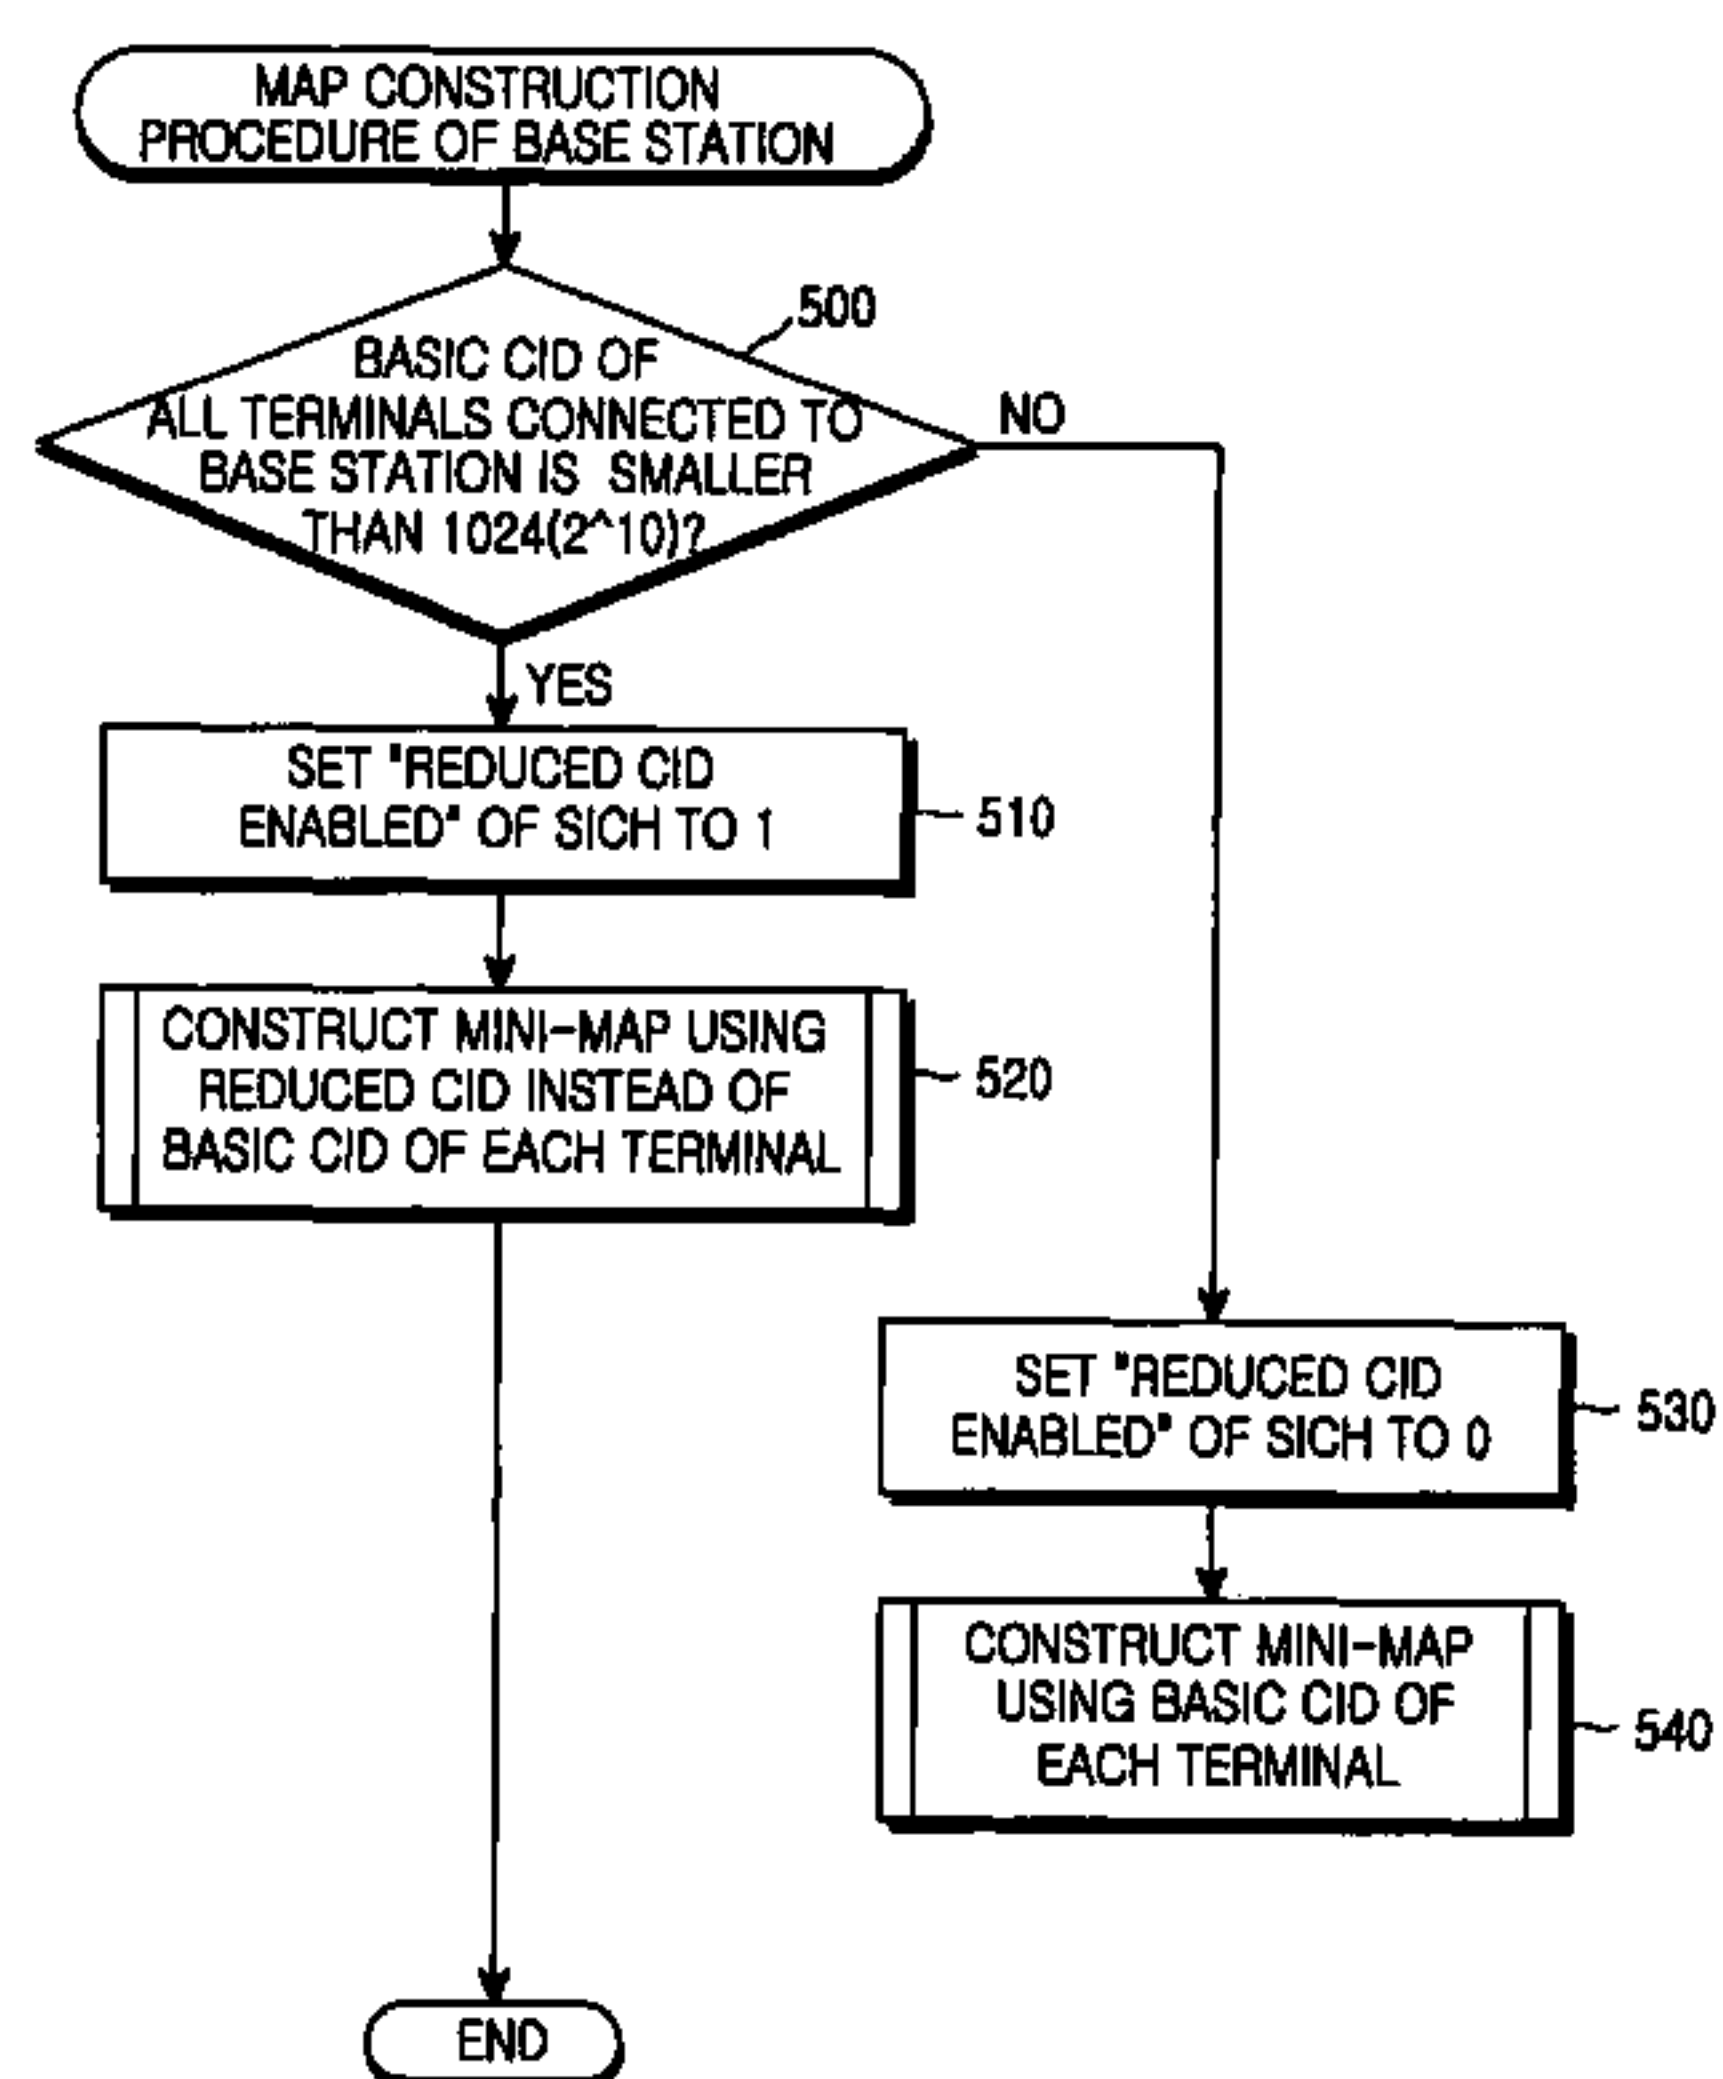 MAP CONSTRUCTION
PROCEDURE OF BASE STATION
500
BASIC CID OF
ALL TERMINALS CONNECTED TO
BASE STATION IS SMALLER
THAN 1024(2^10)?
NO
YES
SET "REDUCED CID
ENABLED" OF SICH TO 1
510
CONSTRUCT MINI-MAP USING
REDUCED CID INSTEAD OF
BASIC CID OF EACH TERMINAL
520
SET "REDUCED CID
ENABLED" OF SICH TO 0
530
CONSTRUCT MINI-MAP
USING BASIC CID OF
EACH TERMINAL
540
END